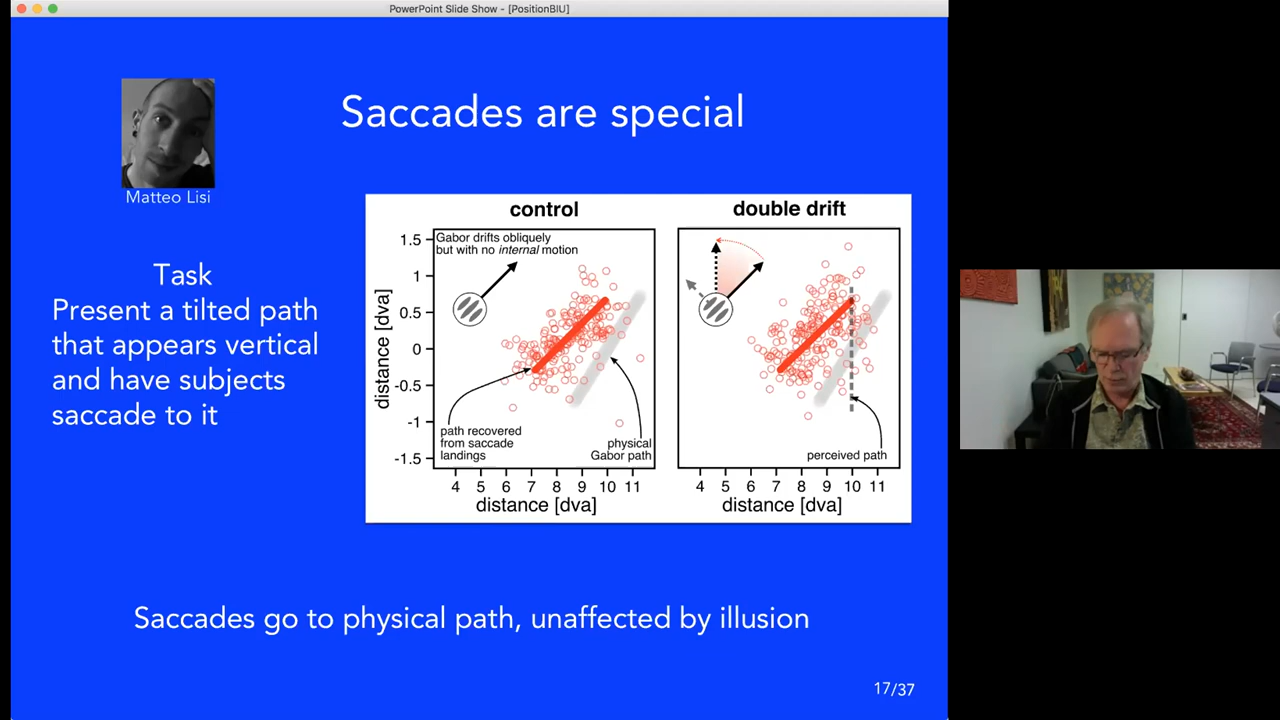 PowerPoint Slide Show - [PositionBIU]
Saccades are special
Matteo Lisi
Task
Present a tilted path
that appears vertical
and have subjects
saccade to it
control
Gabor drifts obliquely
but with no internal motion
distance [dva]
1.5
1
0.5
0
-0.5
-1
-1.5
path recovered
from saccade
landings
physical
Gabor path
4 5 6 7 8 9 10 11
distance [dva]
double drift
perceived path
4 5 6 7 8 9 10 11
distance [dva]
Saccades go to physical path, unaffected by illusion
17/37